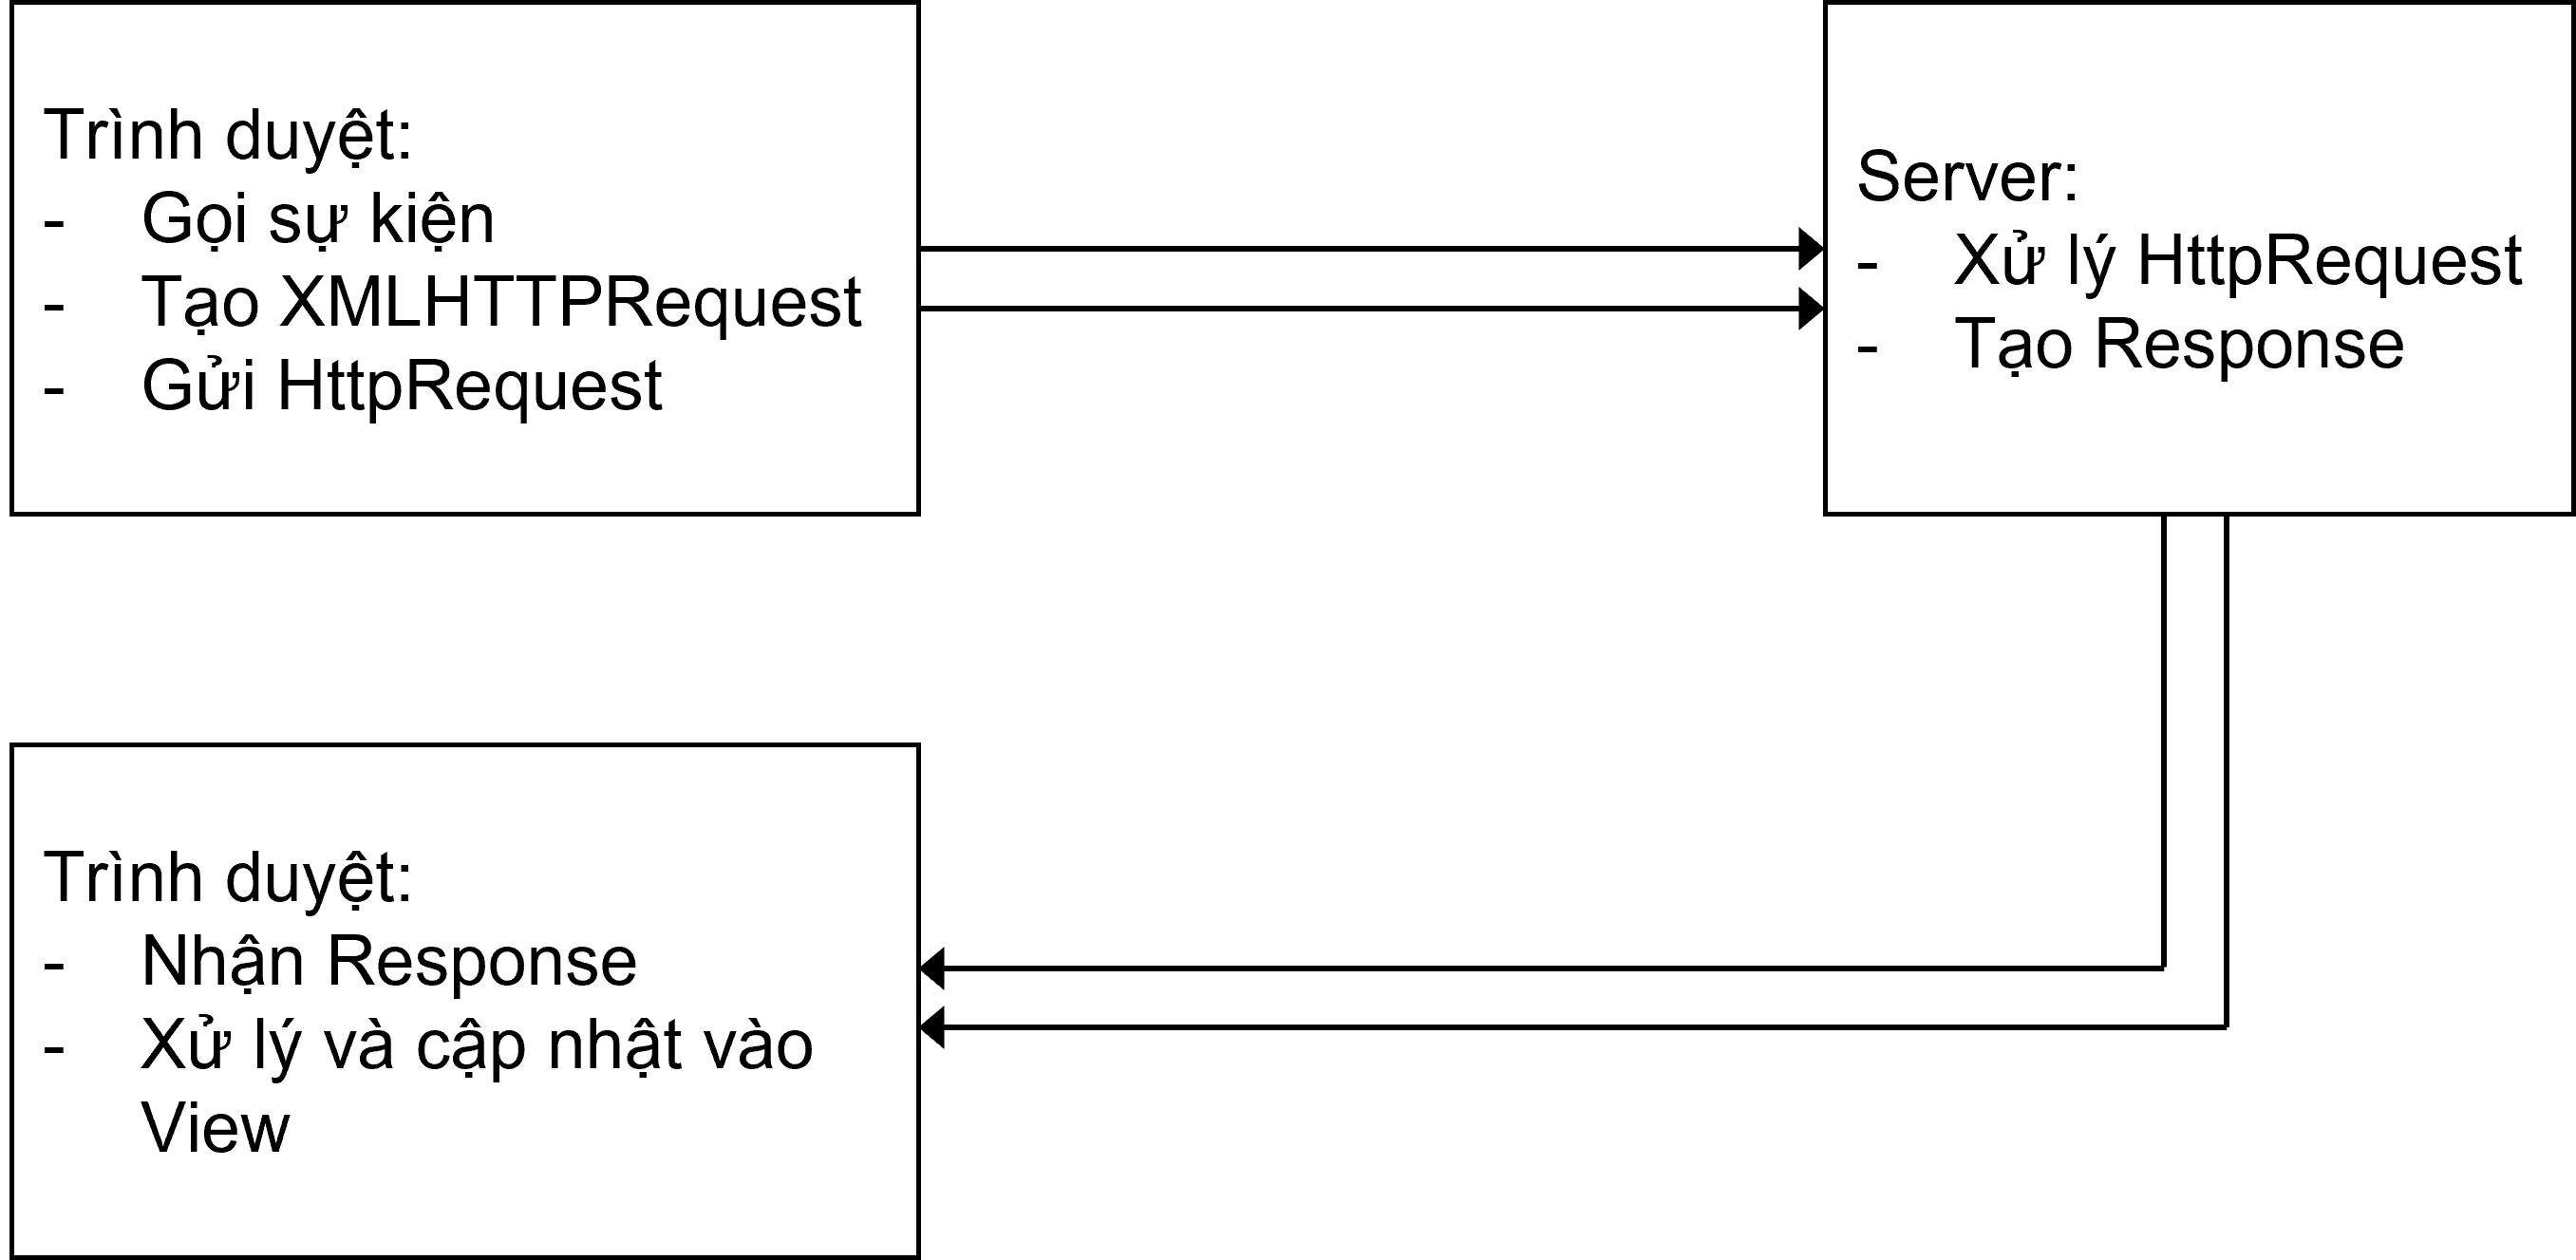 Trình duyệt:
- Gọi sự kiện
- Tạo XMLHTTPRequest
- Gửi HttpRequest
Server:
- Xử lý HttpRequest
- Tạo Response
Trình duyệt:
- Nhận Response
- Xử lý và cập nhật vào
View